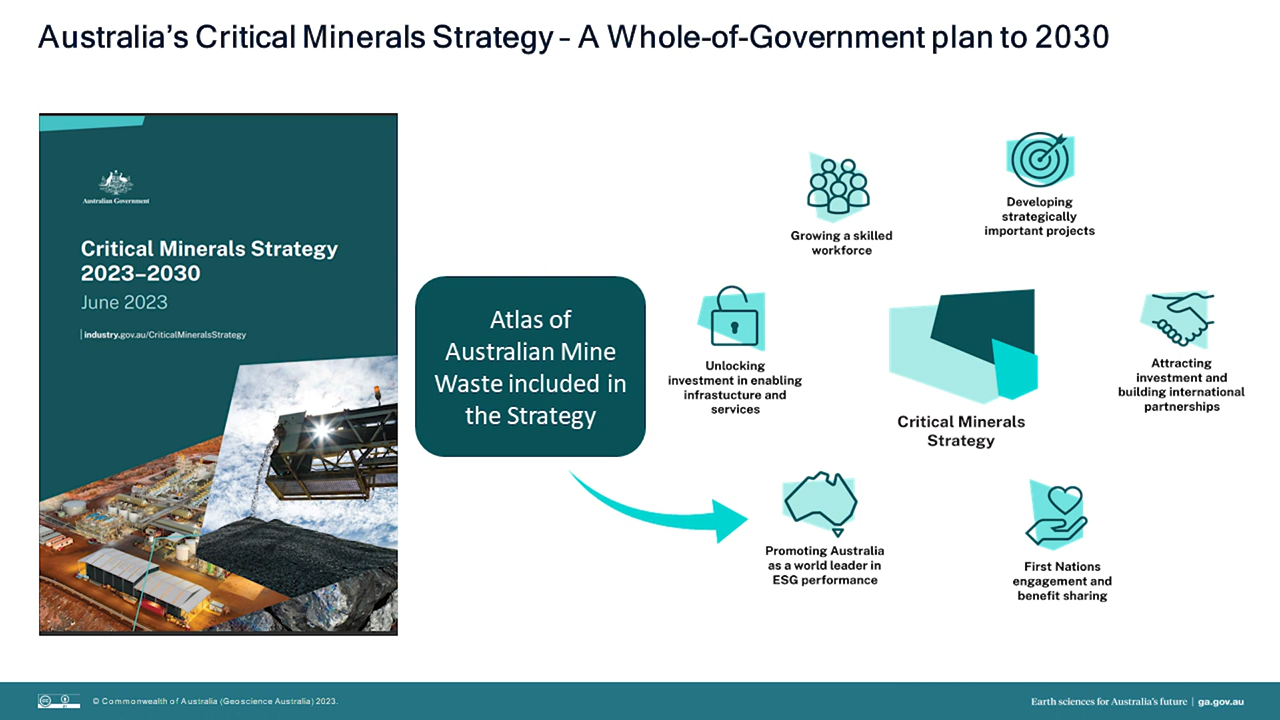 Australia’s Critical Minerals Strategy – A Whole-of-Government plan to 2030
Australian Government
Critical Minerals Strategy
2023–2030
June 2023
industry.gov.au/CriticalMineralsStrategy
Atlas of
Australian Mine
Waste included in
the Strategy
Growing a skilled
workforce
Developing
strategically
important projects
Unlocking
investment in enabling
infrastucture and
services
Critical Minerals
Strategy
Attracting
investment and
building international
partnerships
Promoting Australia
as a world leader in
ESG performance
First Nations
engagement and
benefit sharing
© Commonwealth of Australia (Geoscience Australia) 2023.
Earth sciences for Australia’s future | ga.gov.au